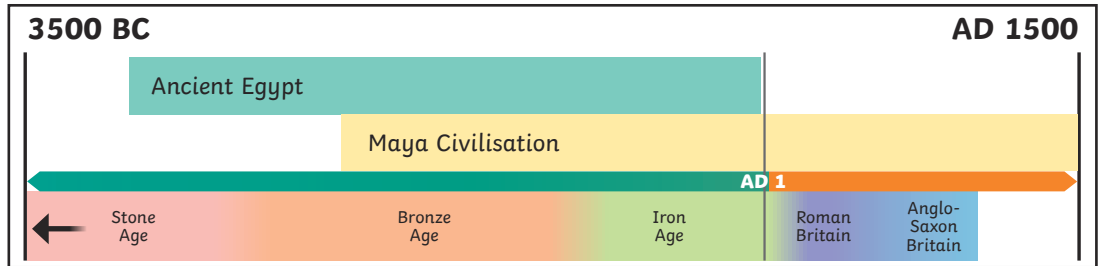 3500 BC
AD 1500
Ancient Egypt
Maya Civilisation
AD 1
Stone
Age
Bronze
Age
Iron
Age
Roman
Britain
Anglo-
Saxon
Britain